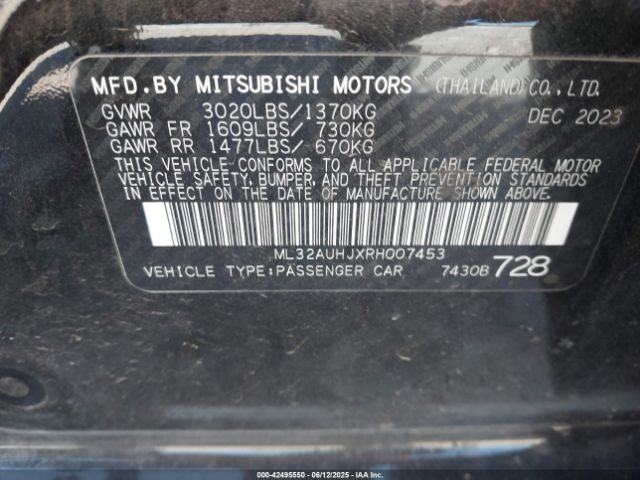 MFD.BY MITSUBISHI MOTORS (THAILAND)CO.,LTD.
GVWR 3020LBS/1370KG DEC 2023
GAWR FR 1609LBS/ 730KG
GAWR RR 1477LBS/ 670KG
THIS VEHICLE CONFORMS TO ALL APPLICABLE FEDERAL MOTOR
VEHICLE SAFETY, BUMPER, AND THEFT PREVENTION STANDARDS
IN EFFECT ON THE DATE OF MANUFACTURE SHOWN ABOVE.
ML32AUHJXRH007453
VEHICLE TYPE:PASSENGER CAR 7430B 728
000-42495550 - 06/12/2025 - IAAI.COM